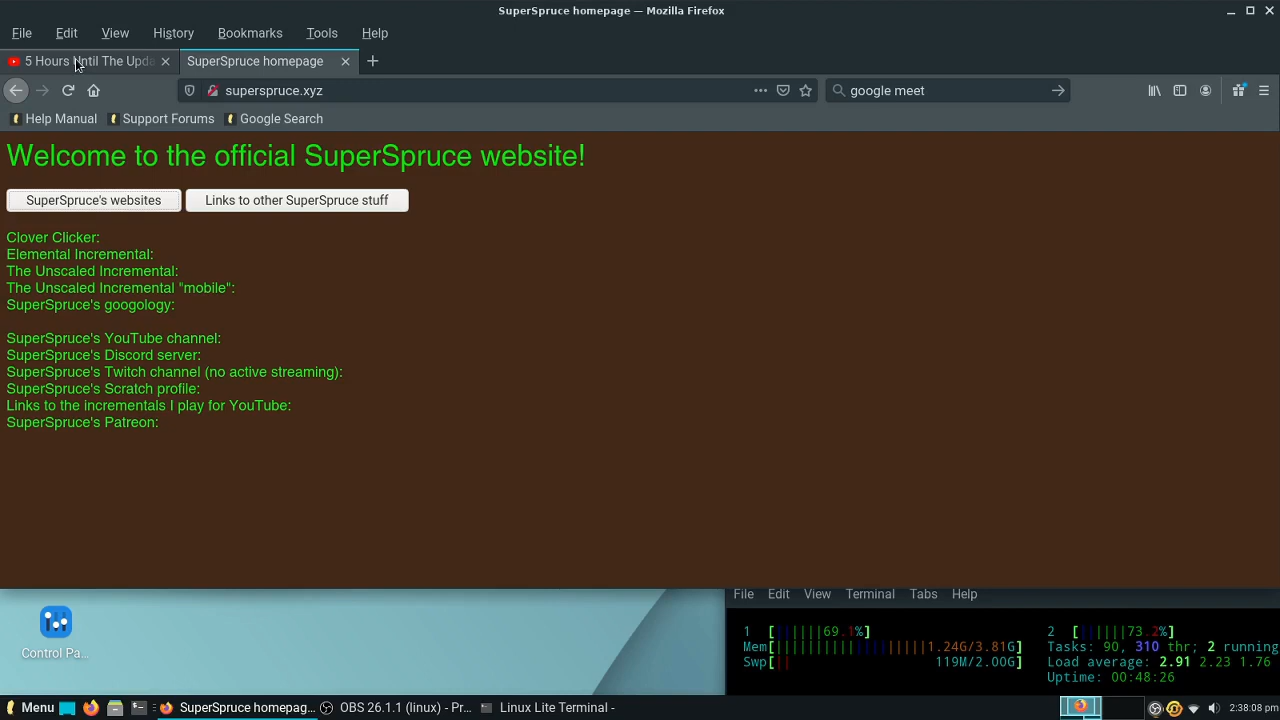 SuperSpruce homepage — Mozilla Firefox
File Edit View History Bookmarks Tools Help
5 Hours Until The Upda
SuperSpruce homepage
superspruce.xyz
google meet
Help Manual Support Forums Google Search
Welcome to the official SuperSpruce website!
SuperSpruce's websites Links to other SuperSpruce stuff
Clover Clicker:
Elemental Incremental:
The Unscaled Incremental:
The Unscaled Incremental "mobile":
SuperSpruce's googology:
SuperSpruce's YouTube channel:
SuperSpruce's Discord server:
SuperSpruce's Twitch channel (no active streaming):
SuperSpruce's Scratch profile:
Links to the incrementals I play for YouTube:
SuperSpruce's Patreon:
Control Pa...
File Edit View Terminal Tabs Help
1 [||||||69.1%]
2 [||||||73.2%]
Mem[||||||||||||||||||||1.24G/3.81G]
Tasks: 90, 310 thr; 2 running
Swp[|| 119M/2.00G]
Load average: 2.91 2.23 1.76
Uptime: 00:48:26
Menu SuperSpruce homepag... OBS 26.1.1 (linux) - Pr... Linux Lite Terminal - 2:38:08 pm